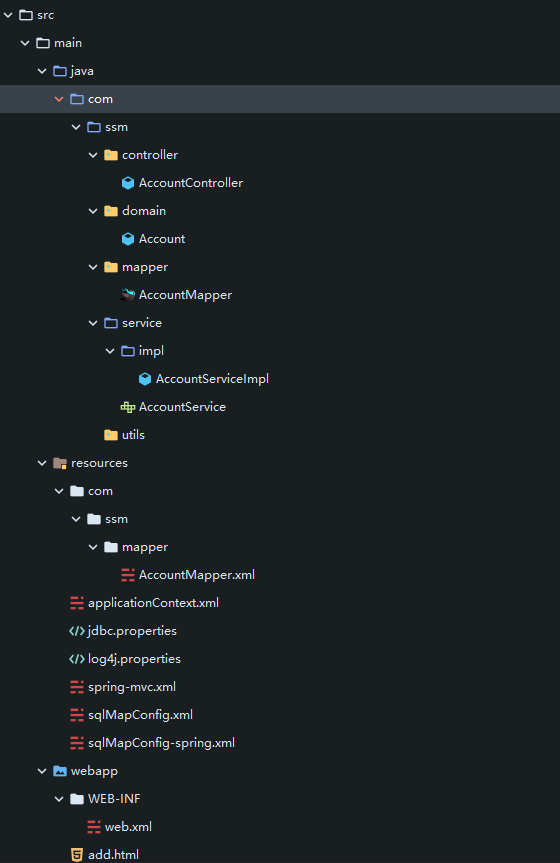 src
main
java
com
ssm
controller
AccountController
domain
Account
mapper
AccountMapper
service
impl
AccountServiceImpl
AccountService
utils
resources
com
ssm
mapper
AccountMapper.xml
applicationContext.xml
jdbc.properties
log4j.properties
spring-mvc.xml
sqlMapConfig.xml
sqlMapConfig-spring.xml
webapp
WEB-INF
web.xml
add.html